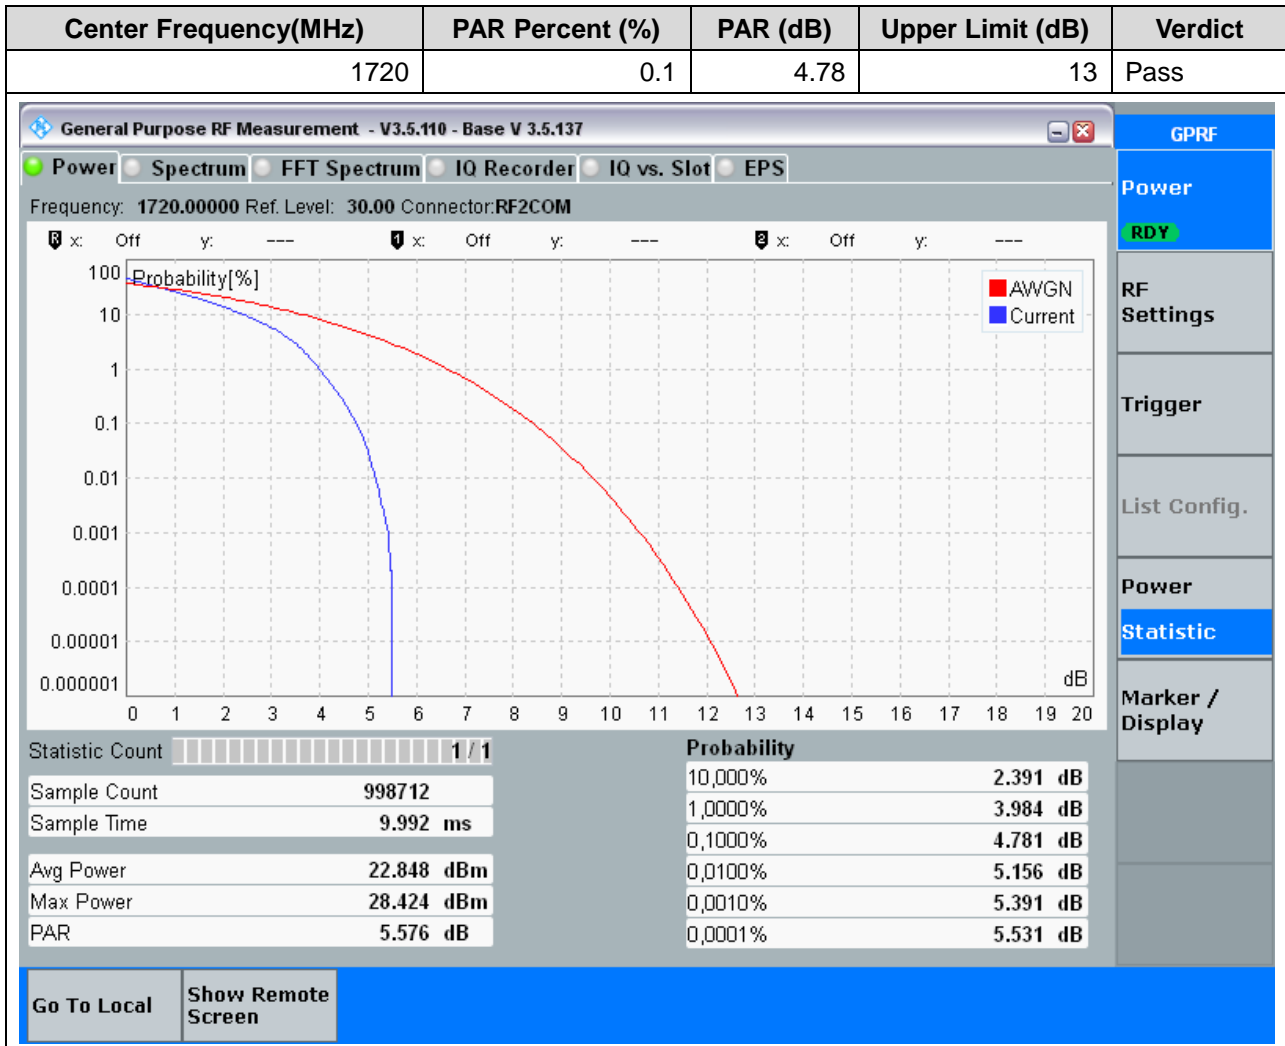 Center Frequency(MHz) PAR Percent (%) PAR (dB) Upper Limit (dB) Verdict
1720 0.1 4.78 13 Pass
General Purpose RF Measurement - V3.5.110 - Base V 3.5.137
GPRF
Power Spectrum FFT Spectrum IQ Recorder IQ vs. Slot EPS
Frequency: 1720.00000 Ref. Level: 30.00 Connector:RF2COM
R x: Off y: --- 1 x: Off y: --- 2 x: Off y: ---
Probability[%]
AWGN
Current
100
10
1
0.1
0.01
0.001
0.0001
0.00001
0.000001
dB
0 1 2 3 4 5 6 7 8 9 10 11 12 13 14 15 16 17 18 19 20
Statistic Count 1 / 1
Sample Count 998712
Sample Time 9.992 ms
Avg Power 22.848 dBm
Max Power 28.424 dBm
PAR 5.576 dB
Probability
10,000% 2.391 dB
1,0000% 3.984 dB
0,1000% 4.781 dB
0,0100% 5.156 dB
0,0010% 5.391 dB
0,0001% 5.531 dB
Power
RDY
RF
Settings
Trigger
List Config.
Power
Statistic
Marker /
Display
Go To Local
Show Remote
Screen